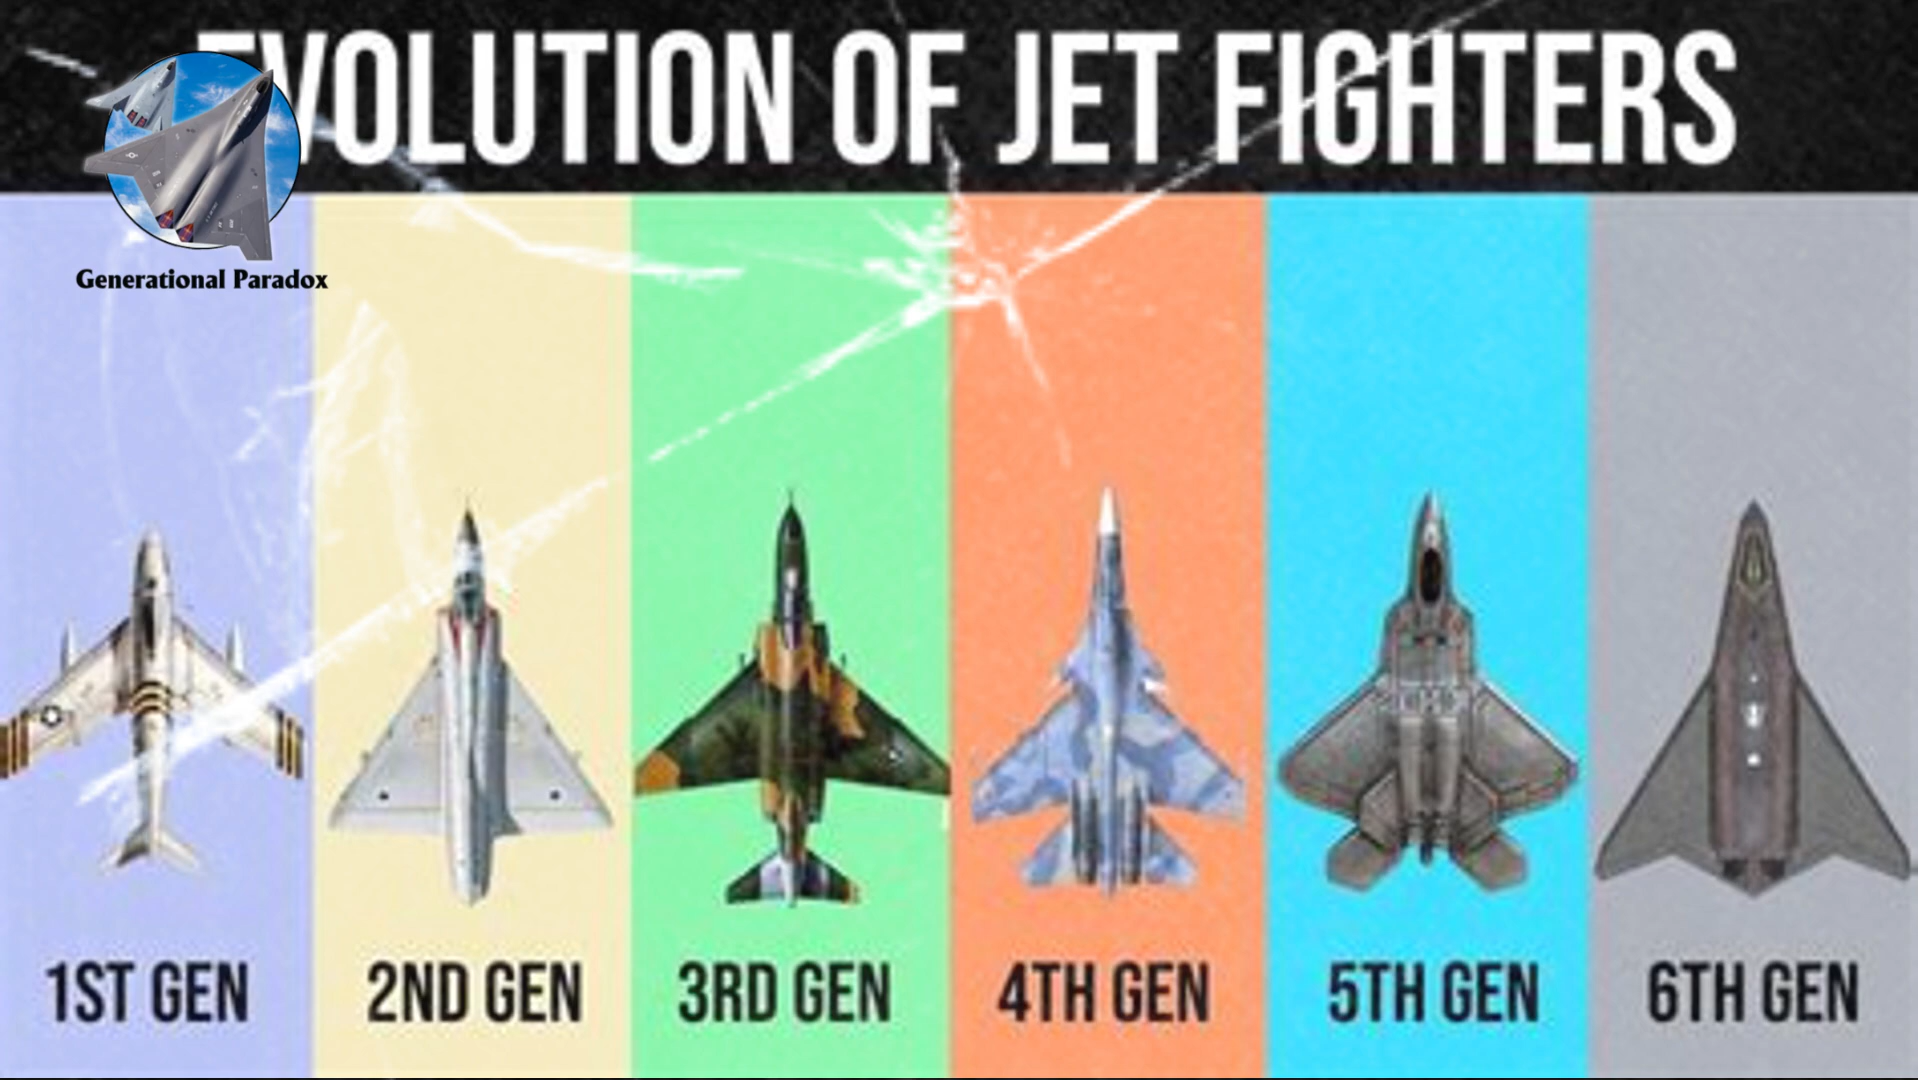 EVOLUTION OF JET FIGHTERS
Generational Paradox
1ST GEN
2ND GEN
3RD GEN
4TH GEN
5TH GEN
6TH GEN